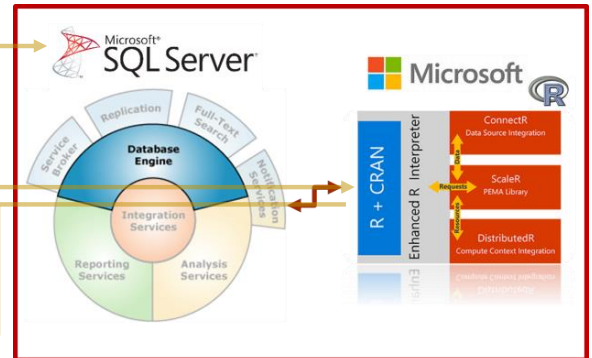 Microsoft®
SQL Server®
Replication
Full-Text
Search
Service
Broker
Database
Engine
Notification
Services
Integration
Services
Reporting
Services
Analysis
Services
Microsoft
R
R + CRAN
Enhanced R Interpreter
ConnectR
Data Source Integration
Data
ScaleR
PEMA Library
Requests
Resources
DistributedR
Compute Context Integration